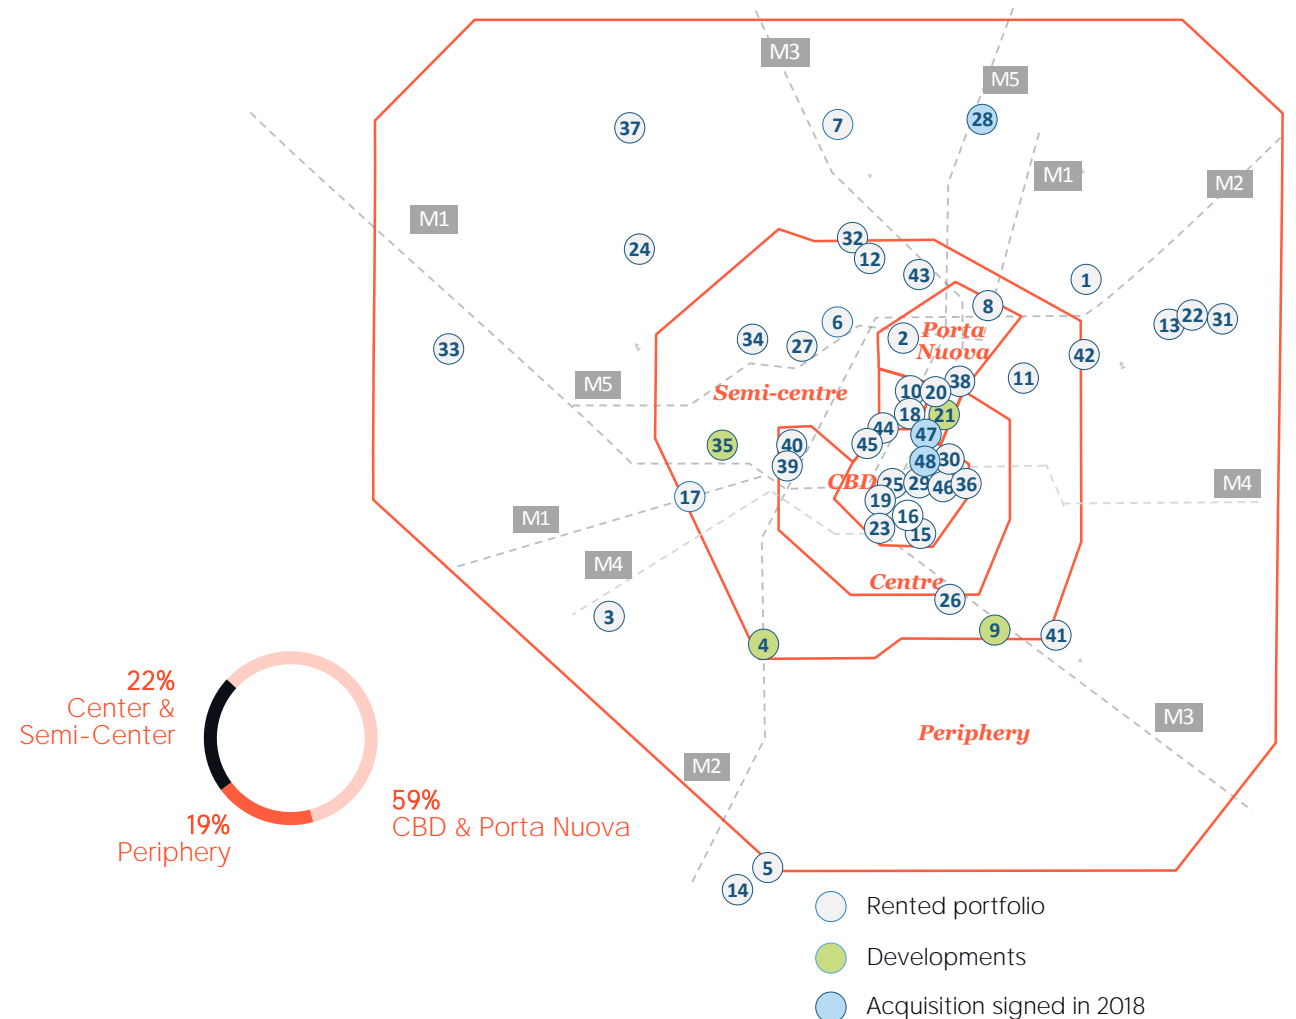 M3
M5
28
37
7
M1
M2
M1
32
24
12
43
1
8
6
13
22
31
Porta
2
34
27
Nuova
33
42
M5
38
11
10
20
Semi-centre
18
21
44
47
35
40
45
48
30
39
CBD
25
29
46
36
M4
17
19
M1
16
23
15
M4
Centre
26
3
9
41
4
22%
Center &
Semi-Center
M3
Periphery
M2
59%
CBD & Porta Nuova
19%
Periphery
5
14
Rented portfolio
Developments
Acquisition signed in 2018